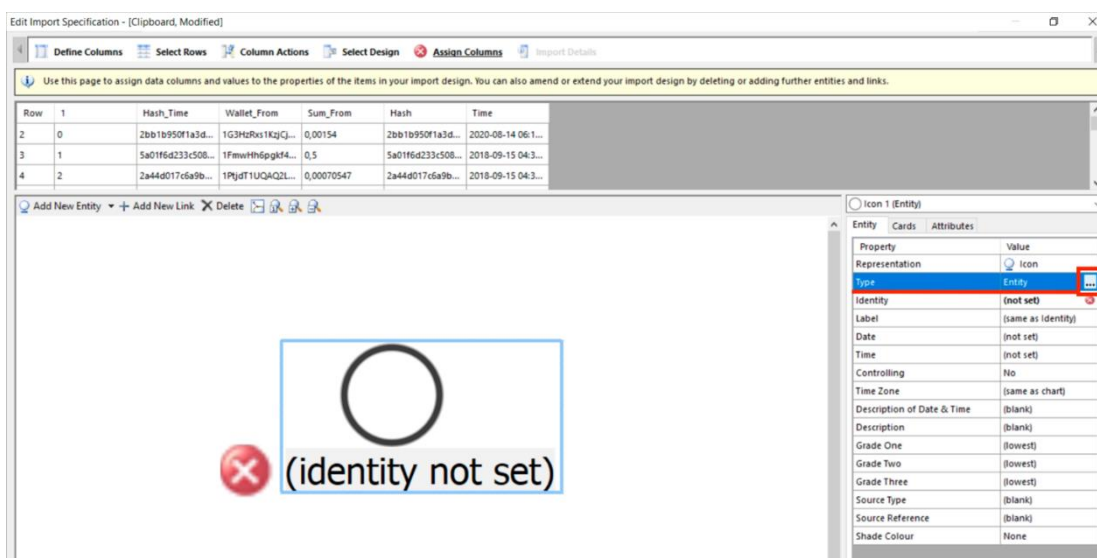 Edit Import Specification - [Clipboard, Modified]
Define Columns Select Rows Column Actions Select Design Assign Columns Import Details
Use this page to assign data columns and values to the properties of the items in your import design. You can also amend or extend your import design by deleting or adding further entities and links.
Row 1 Hash_Time Wallet_From Sum_From Hash Time
2 0 2bb1b950f1a3d... 1G3HzRxs1KzjCj... 0,00154 2bb1b950f1a3d... 2020-08-14 06:1...
3 1 5a01f6d233c508... 1FmwHh6pgkf4... 0,5 5a01f6d233c508... 2018-09-15 04:3...
4 2 2a44d017c6a9b... 1PtjdT1UQAQ2L... 0,00070547 2a44d017c6a9b... 2018-09-15 04:3...
Add New Entity Add New Link Delete
Icon 1 (Entity)
Entity Cards Attributes
Property Value
Representation Icon
Type Entity ...
Identity (not set)
Label (same as Identity)
Date (not set)
Time (not set)
Controlling No
Time Zone (same as chart)
Description of Date & Time (blank)
Description (blank)
Grade One (lowest)
Grade Two (lowest)
Grade Three (lowest)
Source Type (blank)
Source Reference (blank)
Shade Colour None
(identity not set)